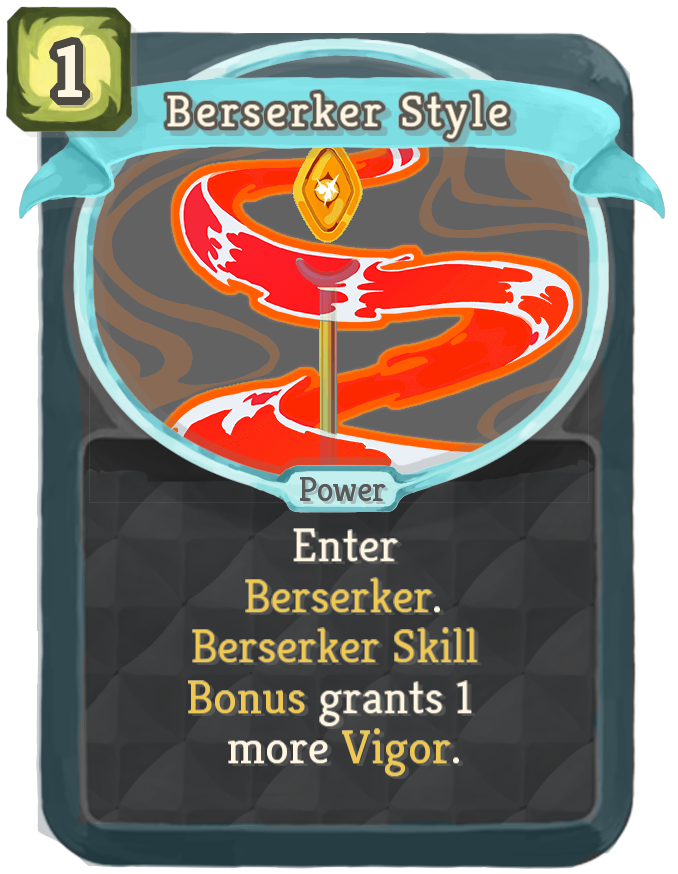 1
Berserker Style
Power
Enter
Berserker.
Berserker Skill
Bonus grants 1
more Vigor.